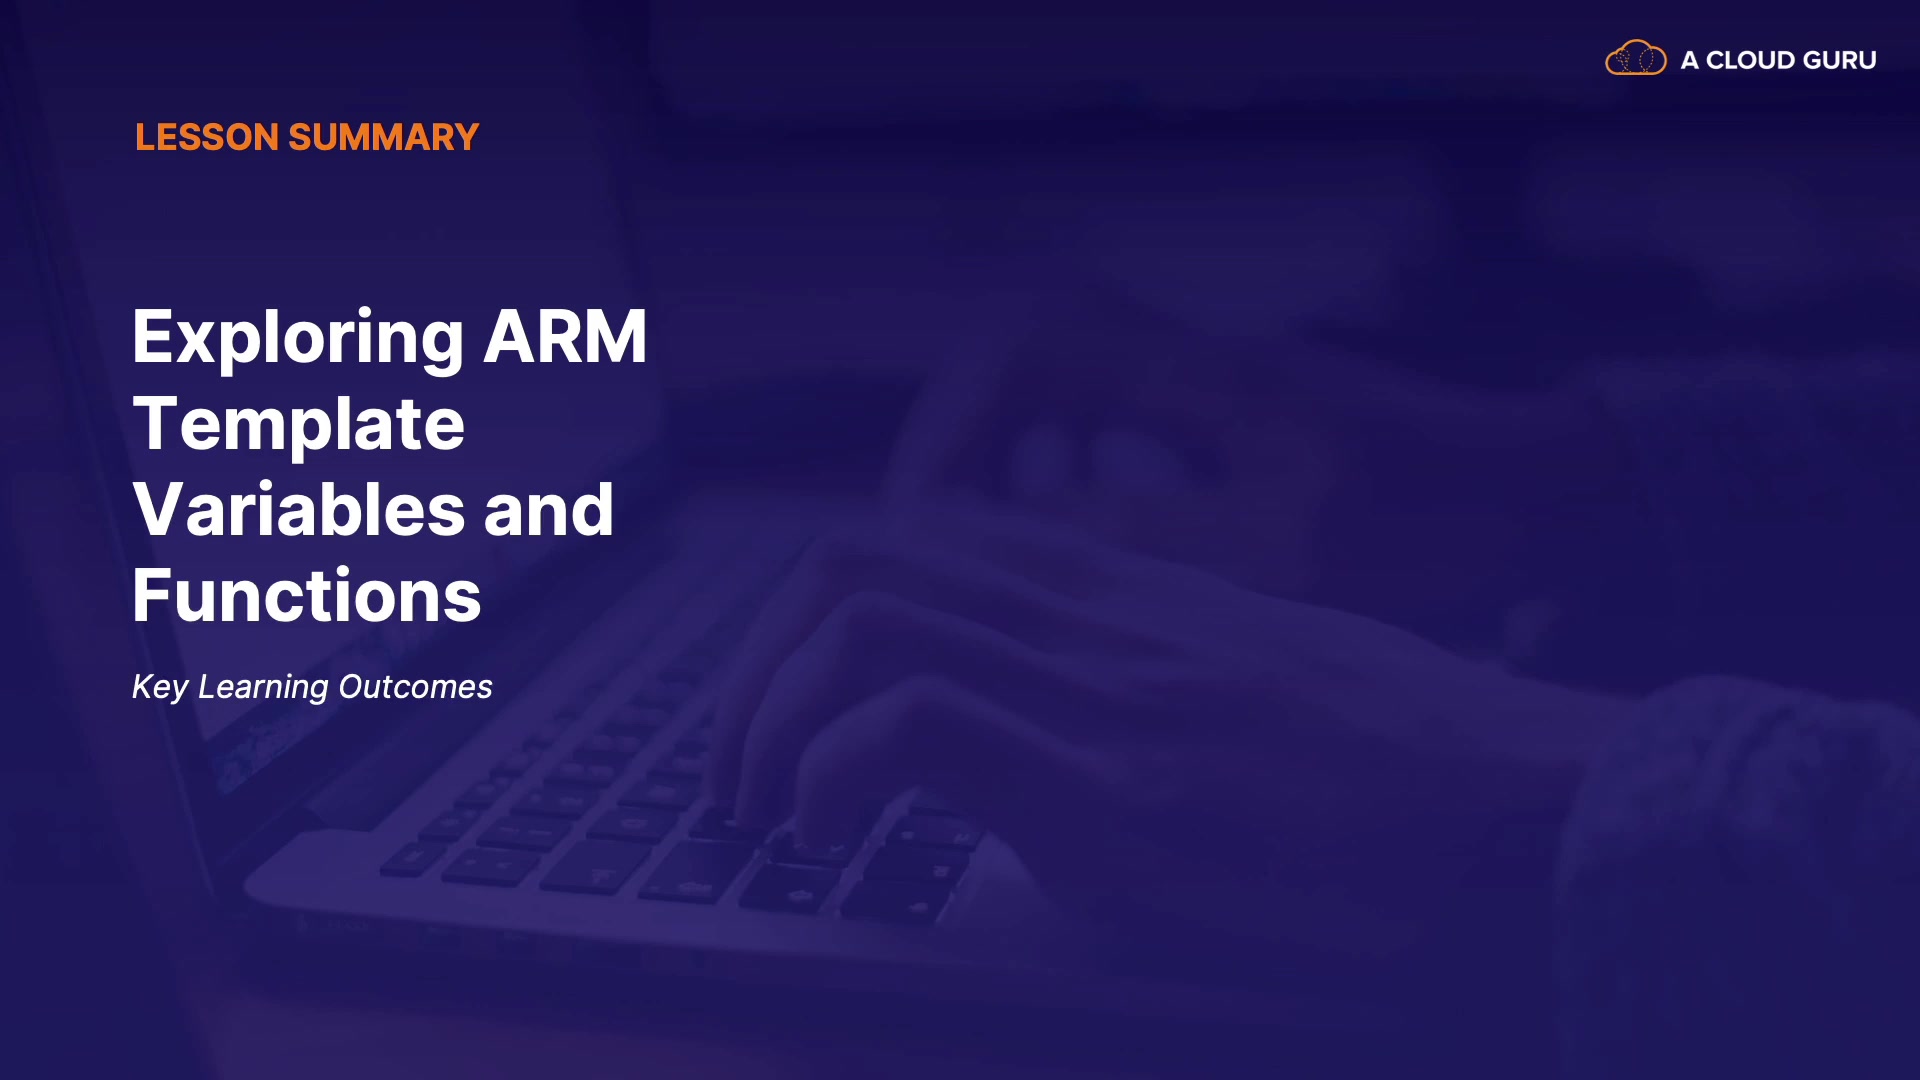 A CLOUD GURU
LESSON SUMMARY
Exploring ARM
Template
Variables and
Functions
Key Learning Outcomes